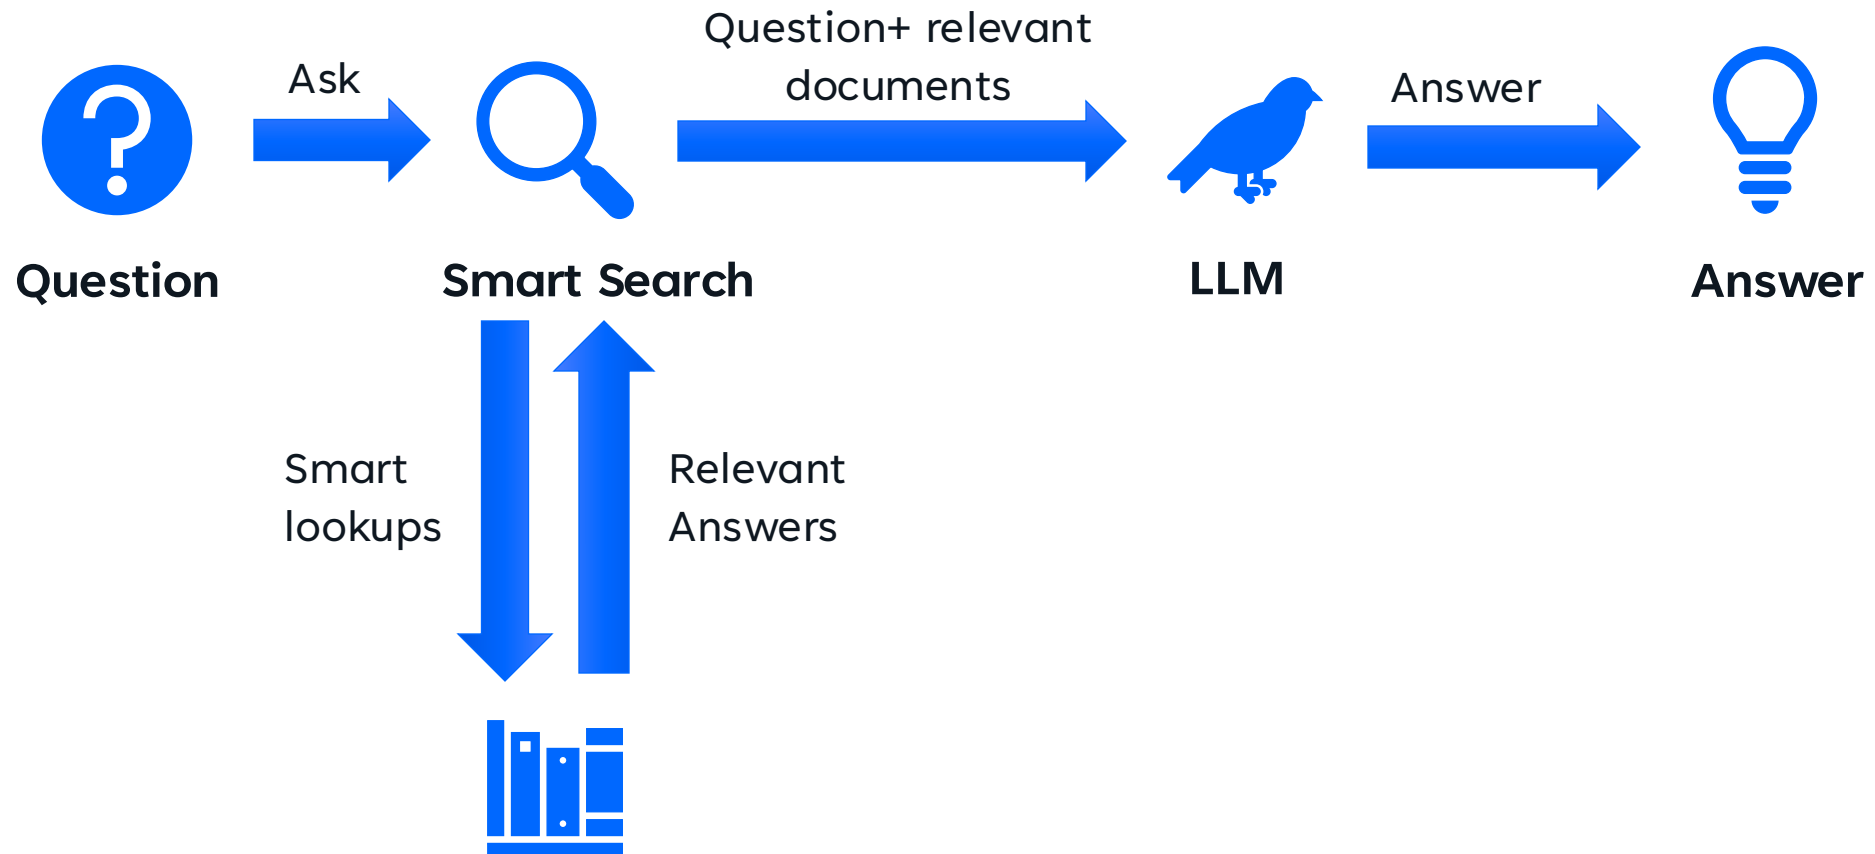 Question+ relevant
documents
Ask
Answer
Question
Smart Search
LLM
Answer
Smart
lookups
Relevant
Answers